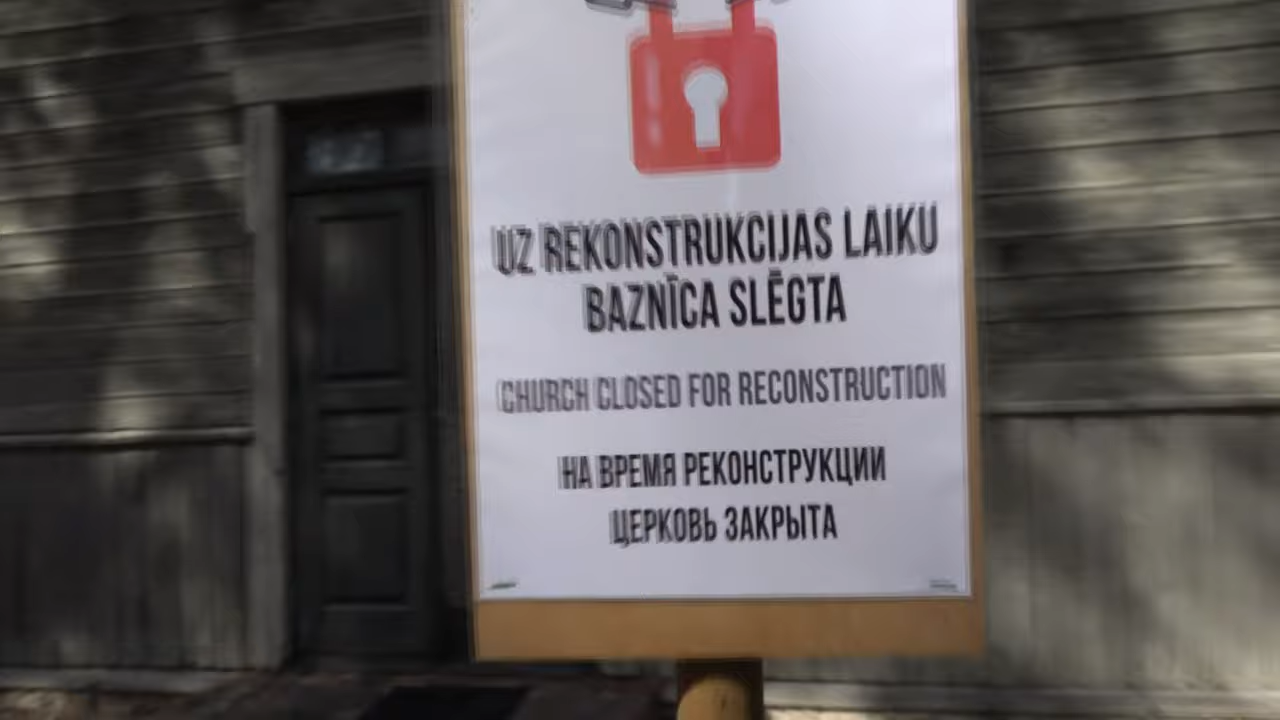 UZ REKONSTRUKCIJAS LAIKU
BAZNĪCA SLĒGTA
CHURCH CLOSED FOR RECONSTRUCTION
НА ВРЕМЯ РЕКОНСТРУКЦИИ
ЦЕРКОВЬ ЗАКРЫТА